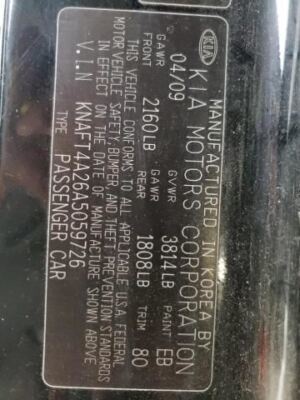 KIA
MANUFACTURED IN KOREA BY
KIA MOTORS CORPORATION
04/09 GVWR 3814LB PAINT EB
GAWR FRONT 2160LB GAWR REAR 1808LB TRIM 80
THIS VEHICLE CONFORMS TO ALL APPLICABLE U.S.A. FEDERAL
MOTOR VEHICLE SAFETY, BUMPER, AND THEFT PREVENTION STANDARDS
IN EFFECT ON THE DATE OF MANUFACTURE SHOWN ABOVE
V.I.N KNAFT4A26A5059726
TYPE PASSENGER CAR